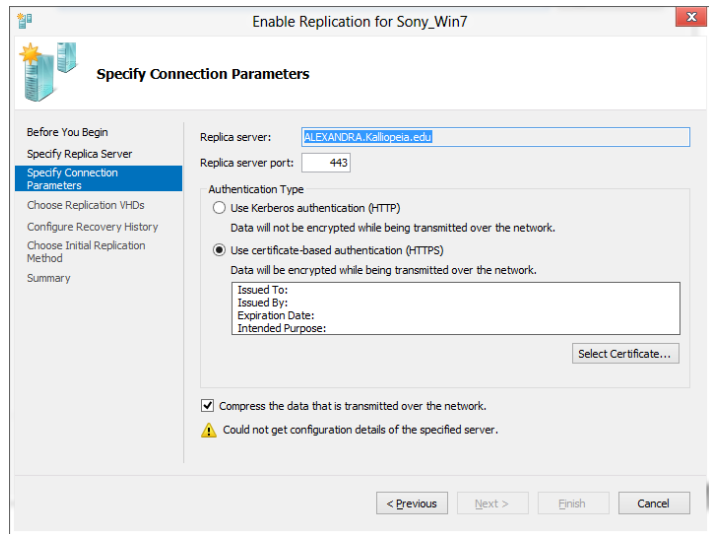 Enable Replication for Sony_Win7
x
Specify Connection Parameters
Before You Begin
Specify Replica Server
Specify Connection
Parameters
Choose Replication VHDs
Configure Recovery History
Choose Initial Replication
Method
Summary
Replica server: ALEXANDRA.Kalliopeia.edu
Replica server port: 443
Authentication Type
Use Kerberos authentication (HTTP)
Data will not be encrypted while being transmitted over the network.
Use certificate-based authentication (HTTPS)
Data will be encrypted while being transmitted over the network.
Issued To:
Issued By:
Expiration Date:
Intended Purpose:
Select Certificate...
Compress the data that is transmitted over the network.
Could not get configuration details of the specified server.
< Previous Next > Finish Cancel